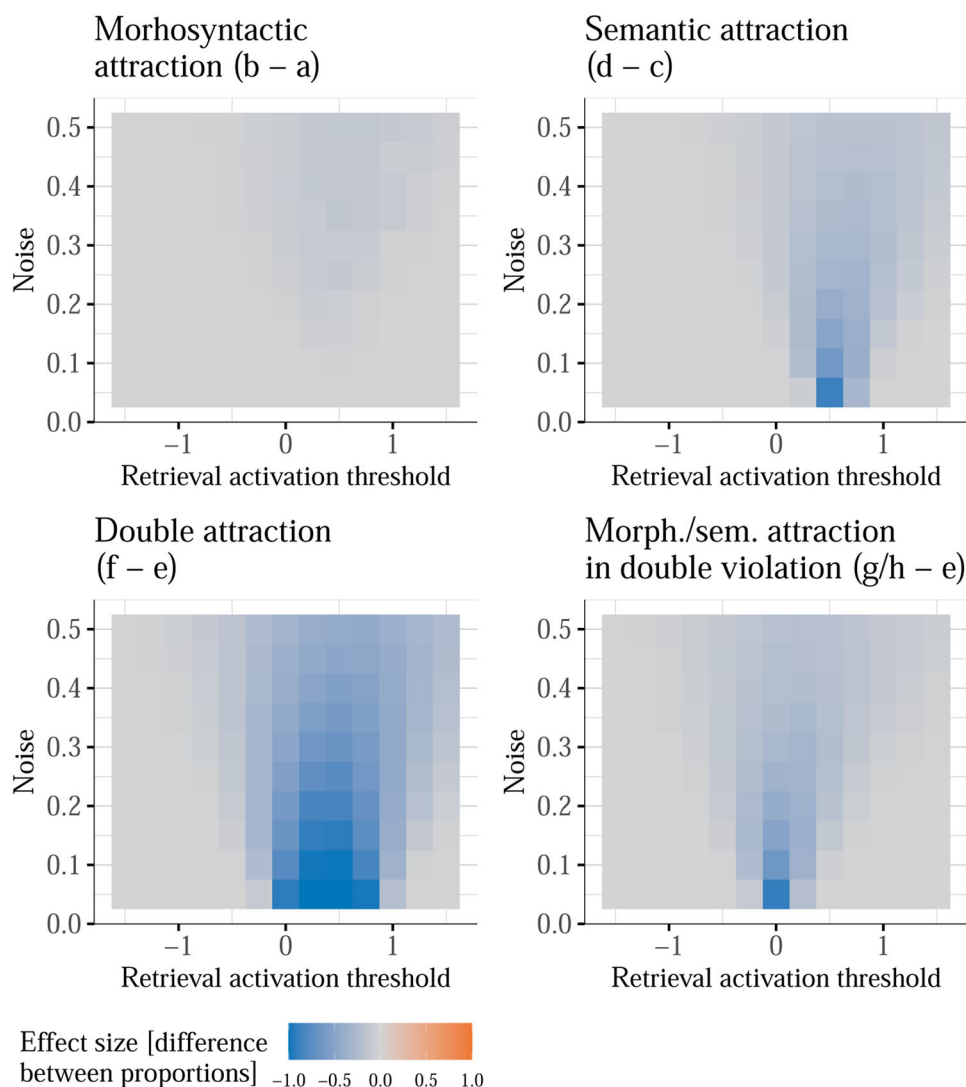 Morhosyntactic
attraction (b – a)
Semantic attraction
(d – c)
0.5
0.4
0.3
0.2
0.1
0.0
Noise
−1 0 1
Retrieval activation threshold
0.5
0.4
0.3
0.2
0.1
0.0
Noise
−1 0 1
Retrieval activation threshold
Double attraction
(f – e)
Morph./sem. attraction
in double violation (g/h – e)
0.5
0.4
0.3
0.2
0.1
0.0
Noise
−1 0 1
Retrieval activation threshold
0.5
0.4
0.3
0.2
0.1
0.0
Noise
−1 0 1
Retrieval activation threshold
Effect size [difference
between proportions]
−1.0 −0.5 0.0 0.5 1.0